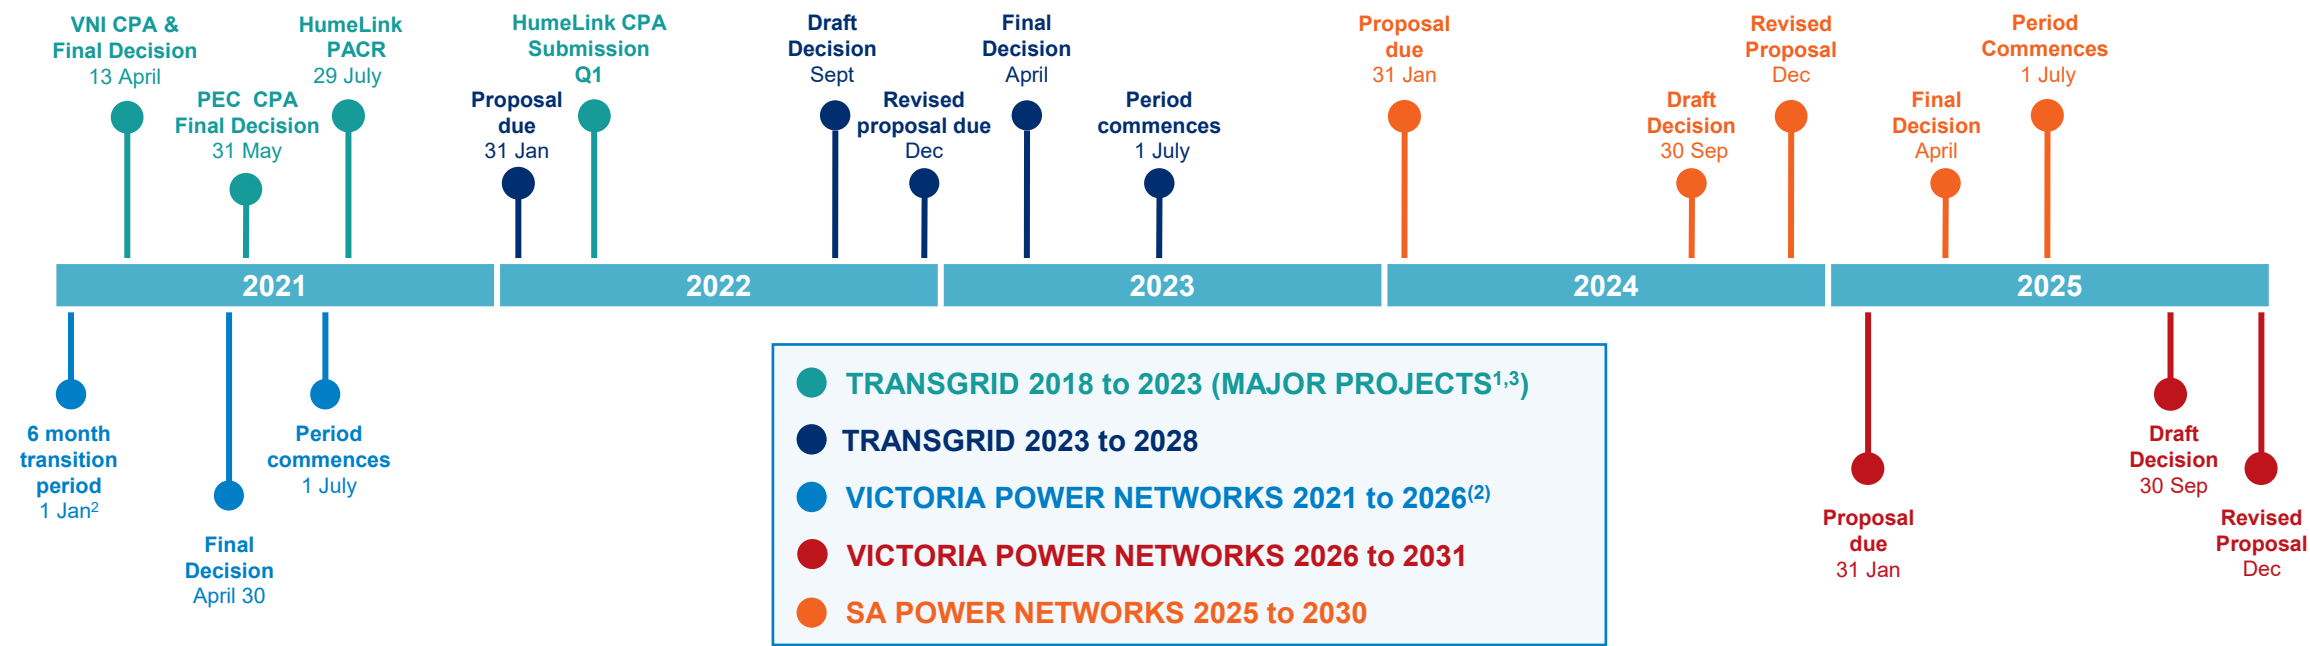 VNI CPA &
Final Decision
13 April
PEC CPA
Final Decision
31 May
HumeLink
PACR
29 July
Proposal
due
31 Jan
HumeLink CPA
Submission
Q1
Draft
Decision
Sept
Revised
proposal due
Dec
Final
Decision
April
Period
commences
1 July
Proposal
due
31 Jan
Draft
Decision
30 Sep
Revised
Proposal
Dec
Final
Decision
April
Period
Commences
1 July
2021
2022
2023
2024
2025
6 month
transition
period
1 Jan²
Final
Decision
April 30
Period
commences
1 July
TRANSGRID 2018 to 2023 (MAJOR PROJECTS¹,³)
TRANSGRID 2023 to 2028
VICTORIA POWER NETWORKS 2021 to 2026⁽²⁾
VICTORIA POWER NETWORKS 2026 to 2031
SA POWER NETWORKS 2025 to 2030
Proposal
due
31 Jan
Draft
Decision
30 Sep
Revised
Proposal
Dec